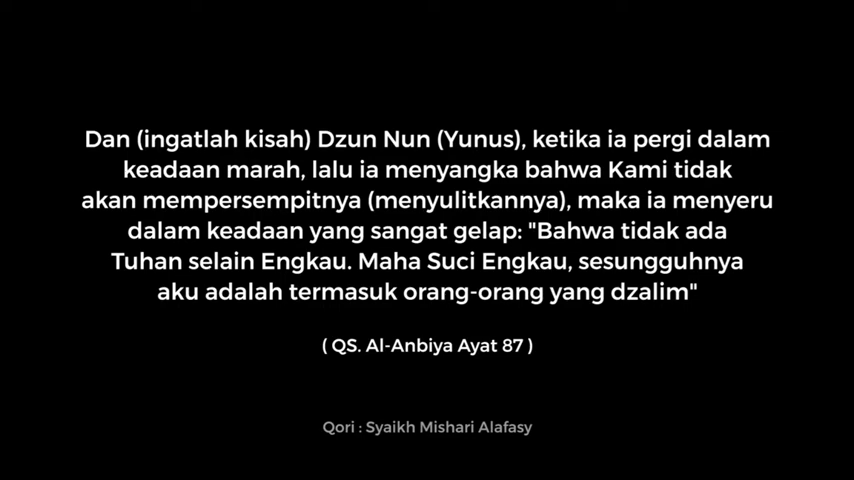 Dan (ingatlah kisah) Dzun Nun (Yunus), ketika ia pergi dalam
keadaan marah, lalu ia menyangka bahwa Kami tidak
akan mempersempitnya (menyulitkannya), maka ia menyeru
dalam keadaan yang sangat gelap: "Bahwa tidak ada
Tuhan selain Engkau. Maha Suci Engkau, sesungguhnya
aku adalah termasuk orang-orang yang dzalim"
( QS. Al-Anbiya Ayat 87 )
Qori : Syaikh Mishari Alafasy